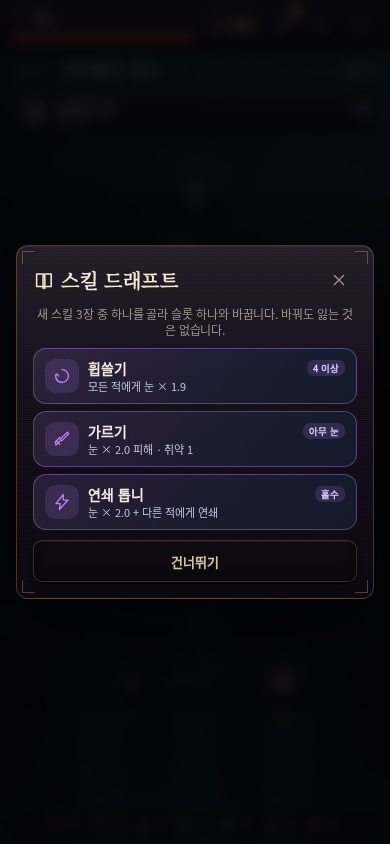 스킬 드래프트
새 스킬 3장 중 하나를 골라 슬롯 하나와 바꿉니다. 바꿔도 잃는 것
은 없습니다.
휩쓸기
4 이상
모든 적에게 눈 × 1.9
가르기
아무 눈
눈 × 2.0 피해 · 취약 1
연쇄 톱니
홀수
눈 × 2.0 + 다른 적에게 연쇄
건너뛰기